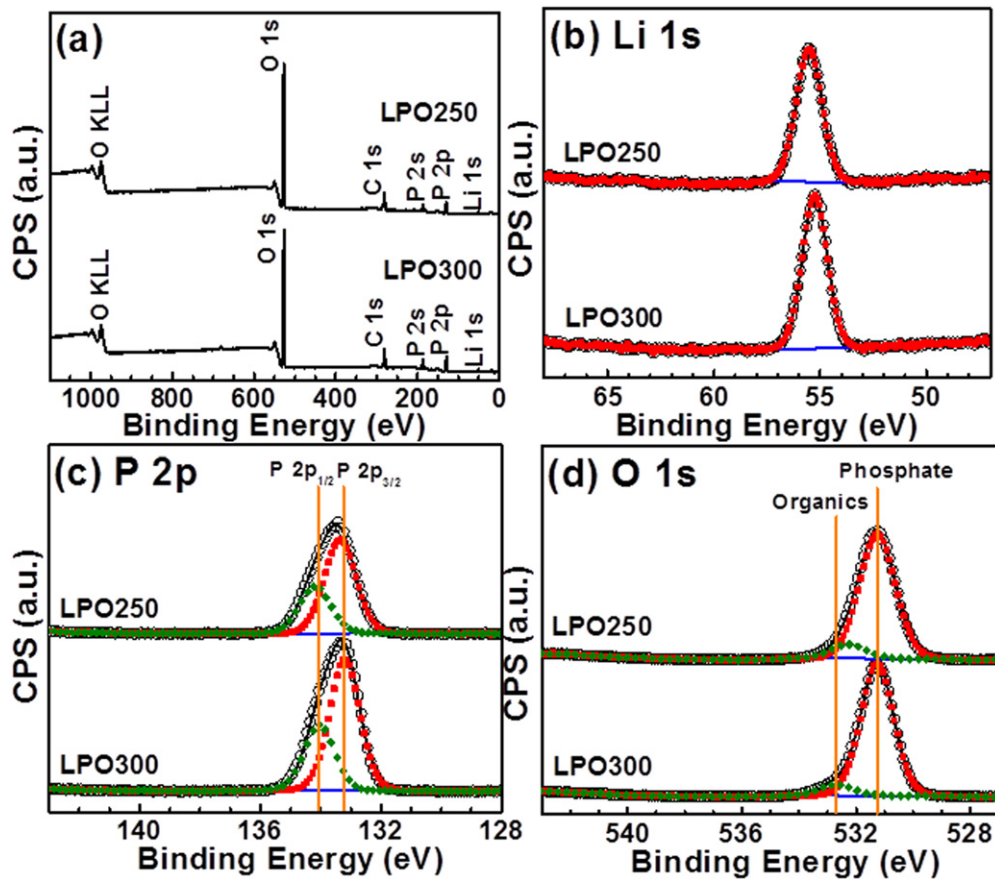 (a)
O KLL
O 1s
LPO250
C 1s
P 2s
P 2p
Li 1s
O KLL
O 1s
LPO300
C 1s
P 2s
P 2p
Li 1s
CPS (a.u.)
1000 800 600 400 200 0
Binding Energy (eV)
(b) Li 1s
LPO250
LPO300
CPS (a.u.)
65 60 55 50
Binding Energy (eV)
(c) P 2p
P 2p1/2 P 2p3/2
LPO250
LPO300
CPS (a.u.)
140 136 132 128
Binding Energy (eV)
(d) O 1s
Phosphate
Organics
LPO250
LPO300
CPS (a.u.)
540 536 532 528
Binding Energy (eV)